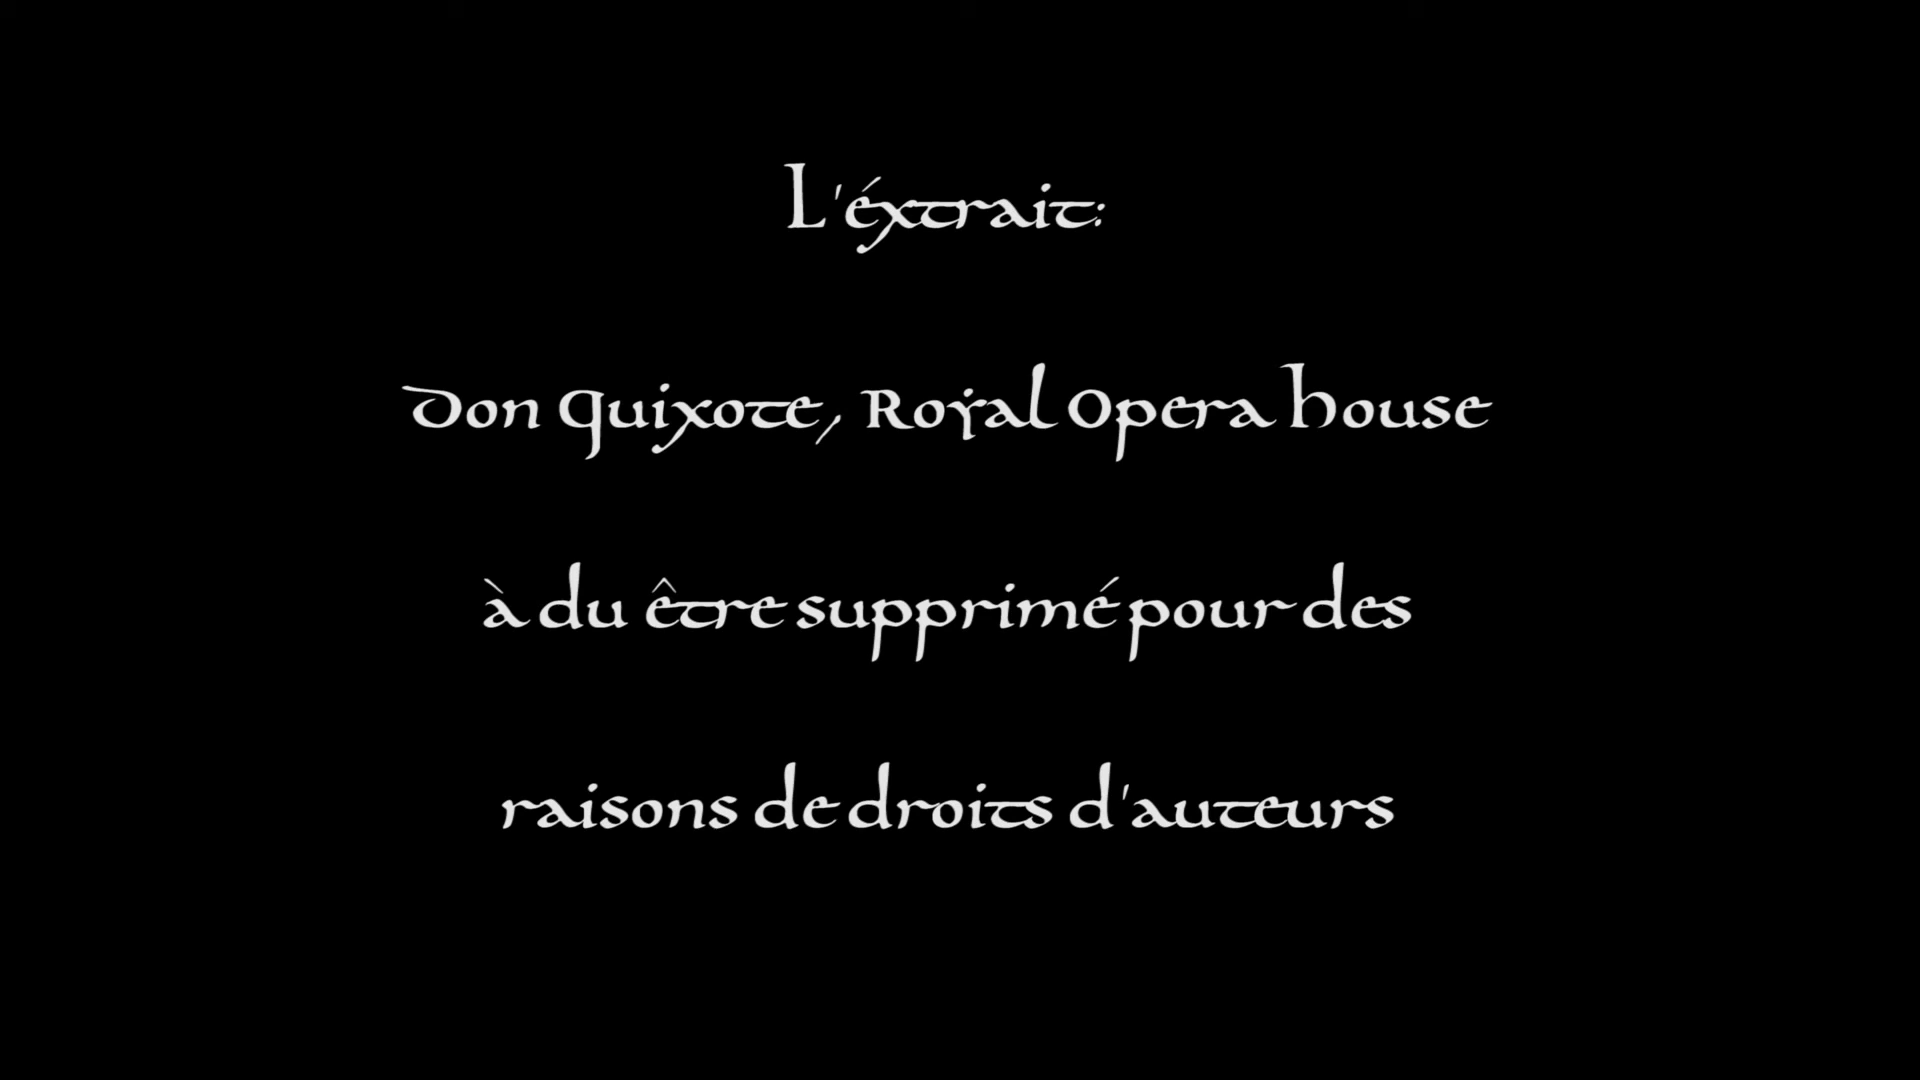 L'éxtrait:
Don Quixote, Royal Opera House
à du être supprimé pour des
raisons de droits d'auteurs